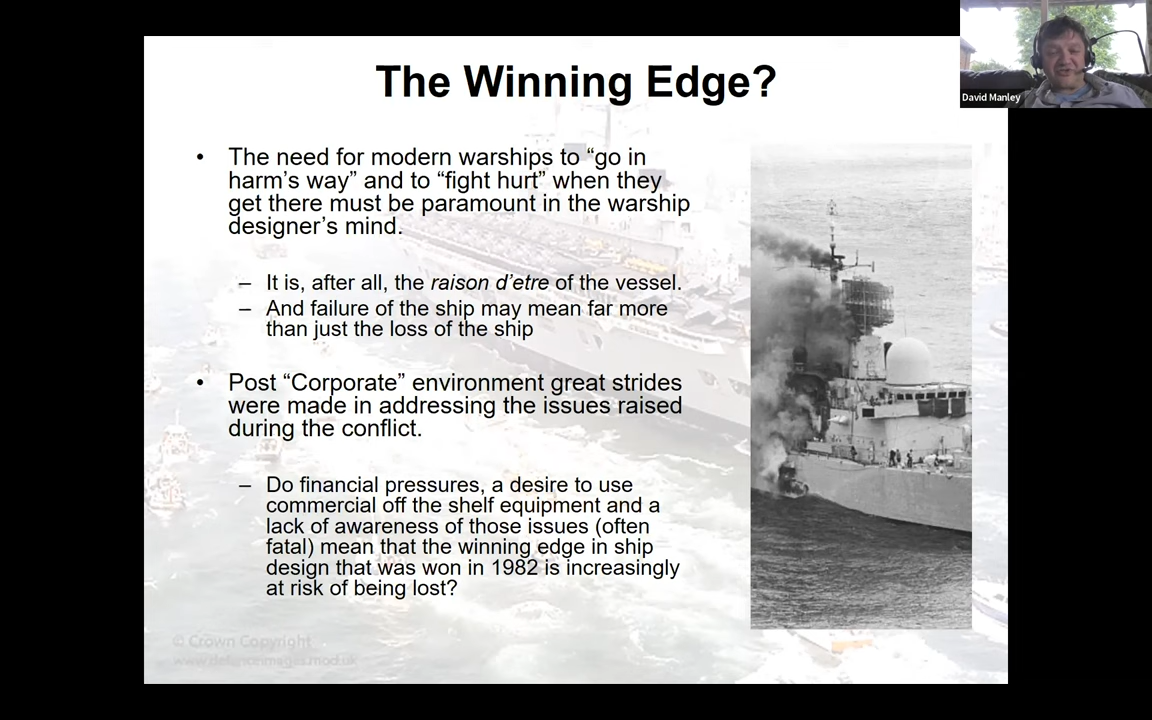 The Winning Edge?
David Manley
• The need for modern warships to “go in
harm’s way” and to “fight hurt” when they
get there must be paramount in the warship
designer’s mind.
– It is, after all, the raison d’etre of the vessel.
– And failure of the ship may mean far more
than just the loss of the ship
• Post “Corporate” environment great strides
were made in addressing the issues raised
during the conflict.
– Do financial pressures, a desire to use
commercial off the shelf equipment and a
lack of awareness of those issues (often
fatal) mean that the winning edge in ship
design that was won in 1982 is increasingly
at risk of being lost?
© Crown Copyright
www.defenceimages.mod.uk